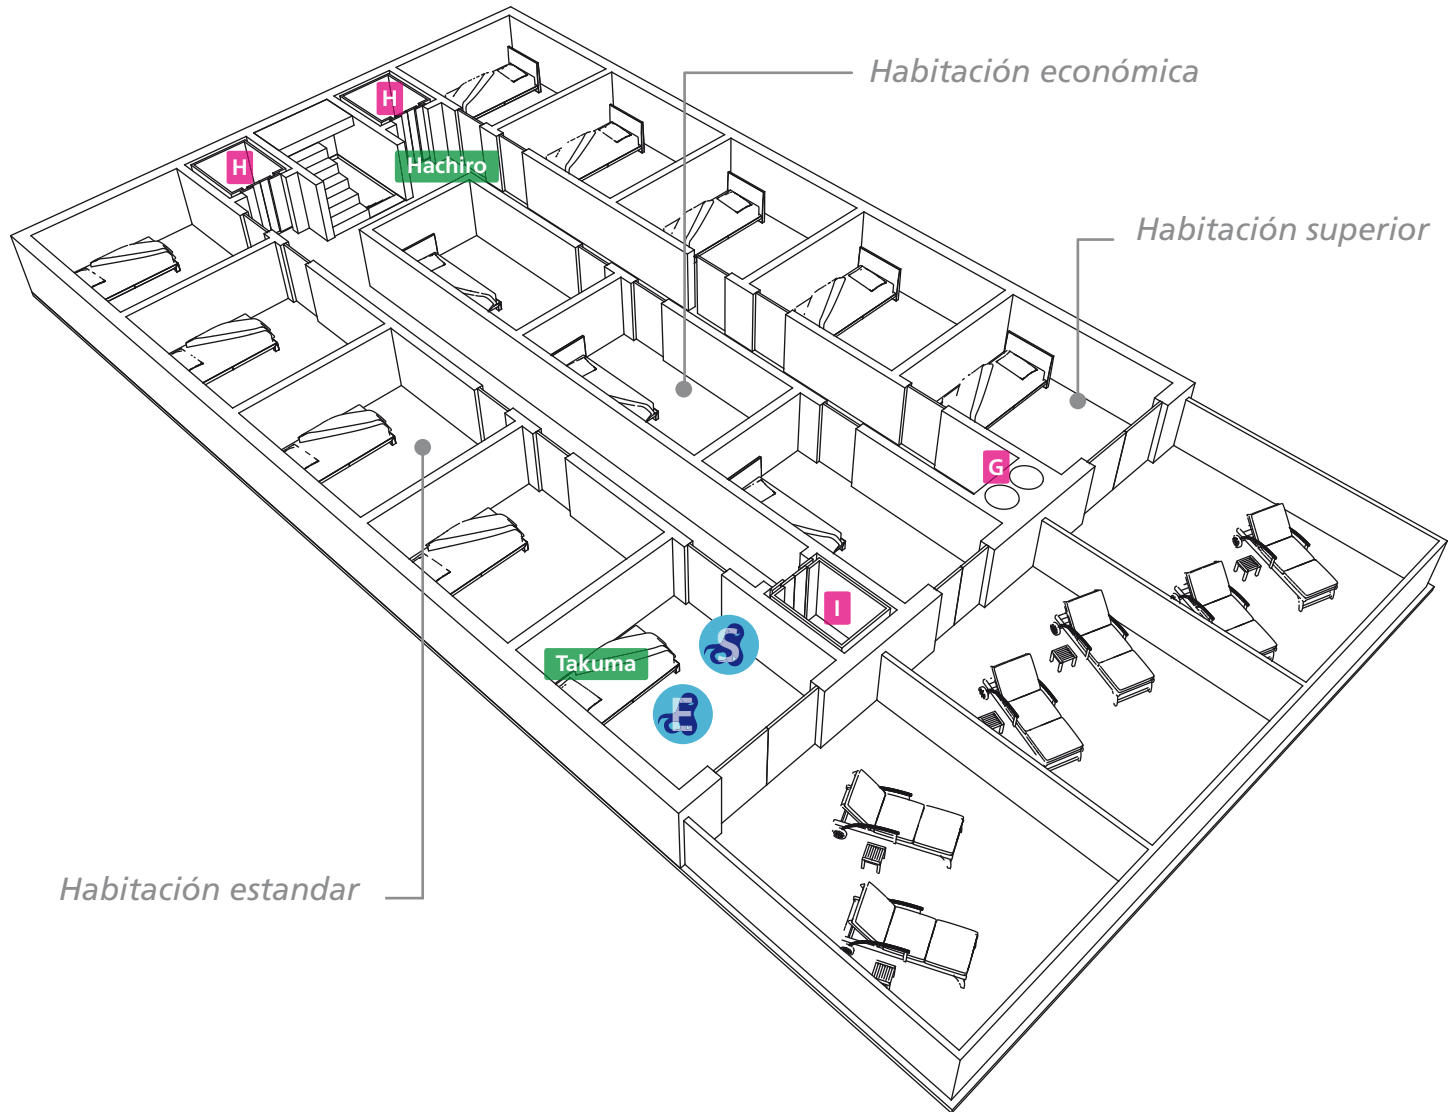 Habitación económica
H
H
Hachiro
Habitación superior
G
I
S
Takuma
E
Habitación estandar